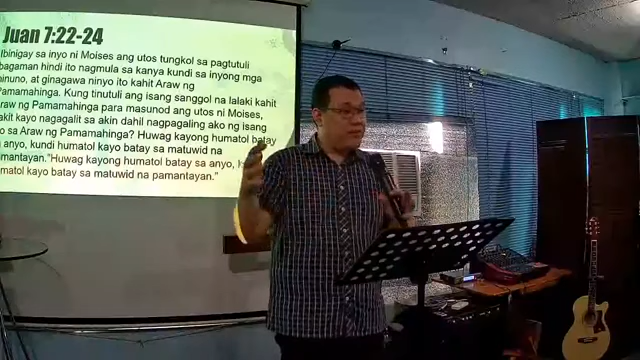 Juan 7:22-24
Ibinigay sa inyo ni Moises ang utos tungkol sa pagtutuli
bagaman hindi ito nagmula sa kanya kundi sa inyong mga
ninuno, at ginagawa ninyo ito kahit Araw ng
Pamamahinga. Kung tinutuli ang isang sanggol na lalaki kahit
Araw ng Pamamahinga para masunod ang utos ni Moises,
bakit kayo nagagalit sa akin dahil nagpagaling ako ng isang
sa Araw ng Pamamahinga? Huwag kayong humatol batay
anyo, kundi humatol kayo batay sa matuwid na
pamantayan."Huwag kayong humatol batay sa anyo,
humatol kayo batay sa matuwid na pamantayan."